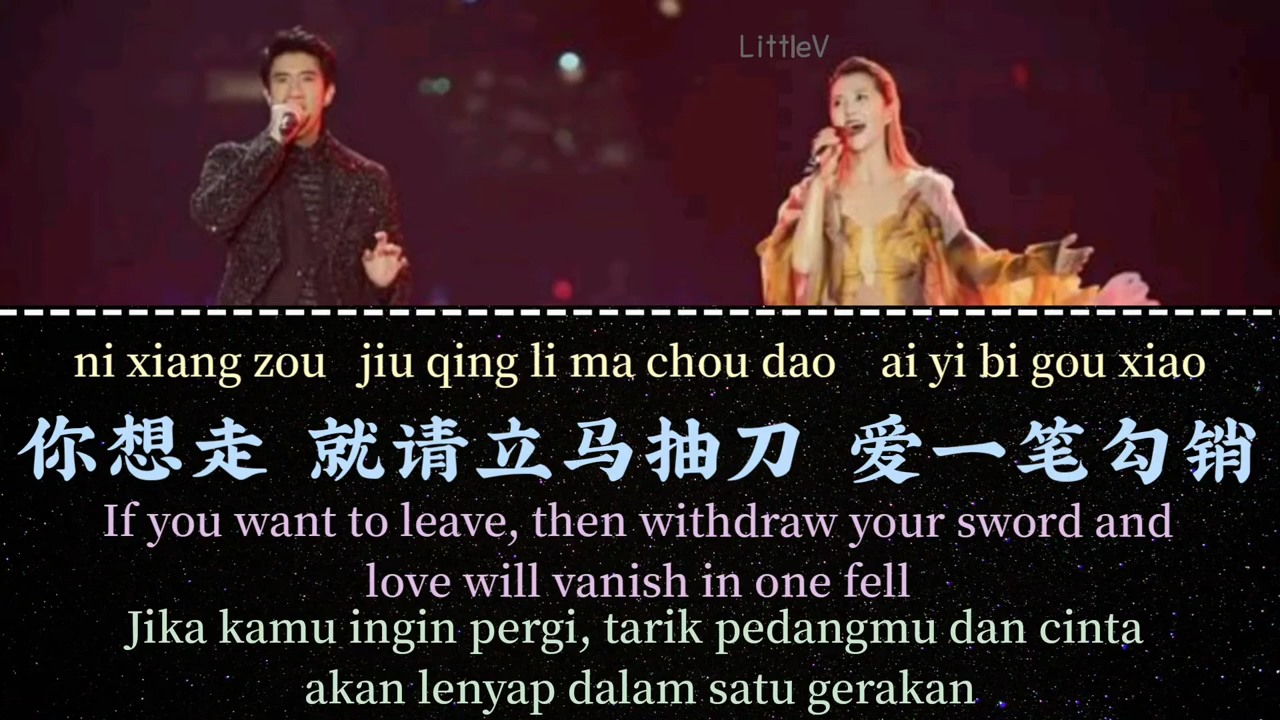 LittleV
ni xiang zou jiu qing li ma chou dao ai yi bi gou xiao
你想走 就请立马抽刀 爱一笔勾销
If you want to leave, then withdraw your sword and
love will vanish in one fell
Jika kamu ingin pergi, tarik pedangmu dan cinta
akan lenyap dalam satu gerakan